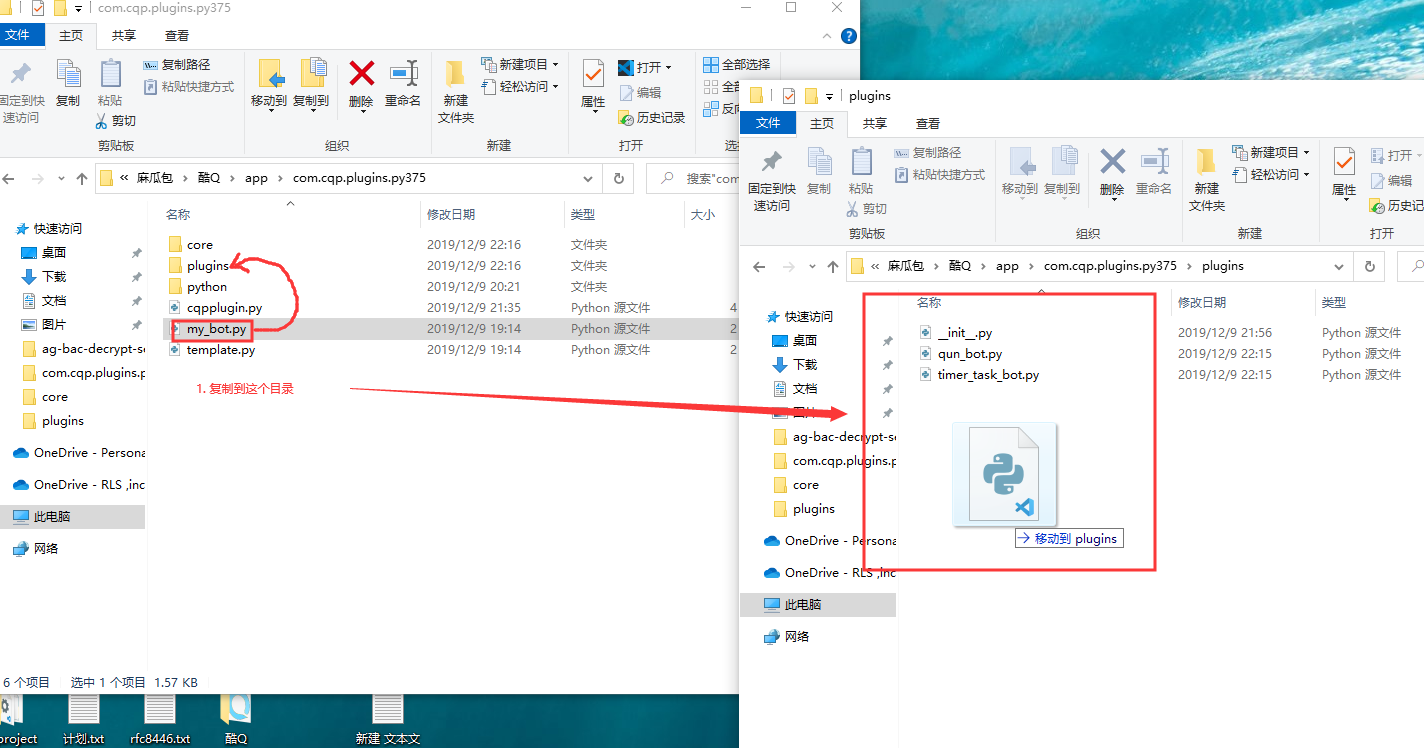 com.cqp.plugins.py375
文件 主页 共享 查看
复制 粘贴 复制路径 粘贴快捷方式 剪切
固定到快
速访问
剪贴板
移动到 复制到 删除 重命名
组织
新建
文件夹
新建项目
轻松访问
新建
属性 打开 编辑 历史记录
打开
全部选择
« 麻瓜包 › 酷Q › app › com.cqp.plugins.py375
搜索"com
名称 修改日期 类型 大小
core 2019/12/9 22:16 文件夹
plugins 2019/12/9 22:16 文件夹
python 2019/12/9 20:21 文件夹
cqpplugin.py 2019/12/9 21:35 Python 源文件 4
my_bot.py 2019/12/9 19:14 Python 源文件 2
template.py 2019/12/9 19:14 Python 源文件 2
1. 复制到这个目录
快速访问
桌面
下载
文档
图片
ag-bac-decrypt-se
com.cqp.plugins.p
core
plugins
OneDrive - Persona
OneDrive - RLS ,inc
此电脑
网络
6 个项目 选中 1 个项目 1.57 KB
plugins
文件 主页 共享 查看
固定到快
速访问
复制 粘贴 复制路径 粘贴快捷方式 剪切
剪贴板
移动到 复制到 删除 重命名
组织
新建
文件夹
新建项目
轻松访问
新建
属性 打开 编辑 历史记
打开
« 麻瓜包 › 酷Q › app › com.cqp.plugins.py375 › plugins
名称 修改日期 类型
__init__.py 2019/12/9 21:56 Python 源文件
qun_bot.py 2019/12/9 22:15 Python 源文件
timer_task_bot.py 2019/12/9 22:15 Python 源文件
移动到 plugins
快速访问
桌面
下载
文档
图片
ag-bac-decrypt-se
com.cqp.plugins.p
core
plugins
OneDrive - Persona
OneDrive - RLS ,inc
此电脑
网络
project 计划.txt rfc8446.txt 酷Q 新建 文本文